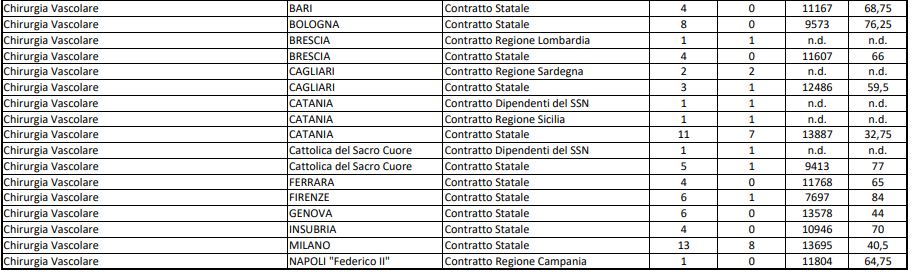 Chirurgia Vascolare BARI Contratto Statale 4 0 11167 68,75
Chirurgia Vascolare BOLOGNA Contratto Statale 8 0 9573 76,25
Chirurgia Vascolare BRESCIA Contratto Regione Lombardia 1 1 n.d. n.d.
Chirurgia Vascolare BRESCIA Contratto Statale 4 0 11607 66
Chirurgia Vascolare CAGLIARI Contratto Regione Sardegna 2 2 n.d. n.d.
Chirurgia Vascolare CAGLIARI Contratto Statale 3 1 12486 59,5
Chirurgia Vascolare CATANIA Contratto Dipendenti del SSN 1 1 n.d. n.d.
Chirurgia Vascolare CATANIA Contratto Regione Sicilia 1 1 n.d. n.d.
Chirurgia Vascolare CATANIA Contratto Statale 11 7 13887 32,75
Chirurgia Vascolare Cattolica del Sacro Cuore Contratto Dipendenti del SSN 1 1 n.d. n.d.
Chirurgia Vascolare Cattolica del Sacro Cuore Contratto Statale 5 1 9413 77
Chirurgia Vascolare FERRARA Contratto Statale 4 0 11768 65
Chirurgia Vascolare FIRENZE Contratto Statale 6 1 7697 84
Chirurgia Vascolare GENOVA Contratto Statale 6 0 13578 44
Chirurgia Vascolare INSUBRIA Contratto Statale 4 0 10946 70
Chirurgia Vascolare MILANO Contratto Statale 13 8 13695 40,5
Chirurgia Vascolare NAPOLI "Federico II" Contratto Regione Campania 1 0 11804 64,75